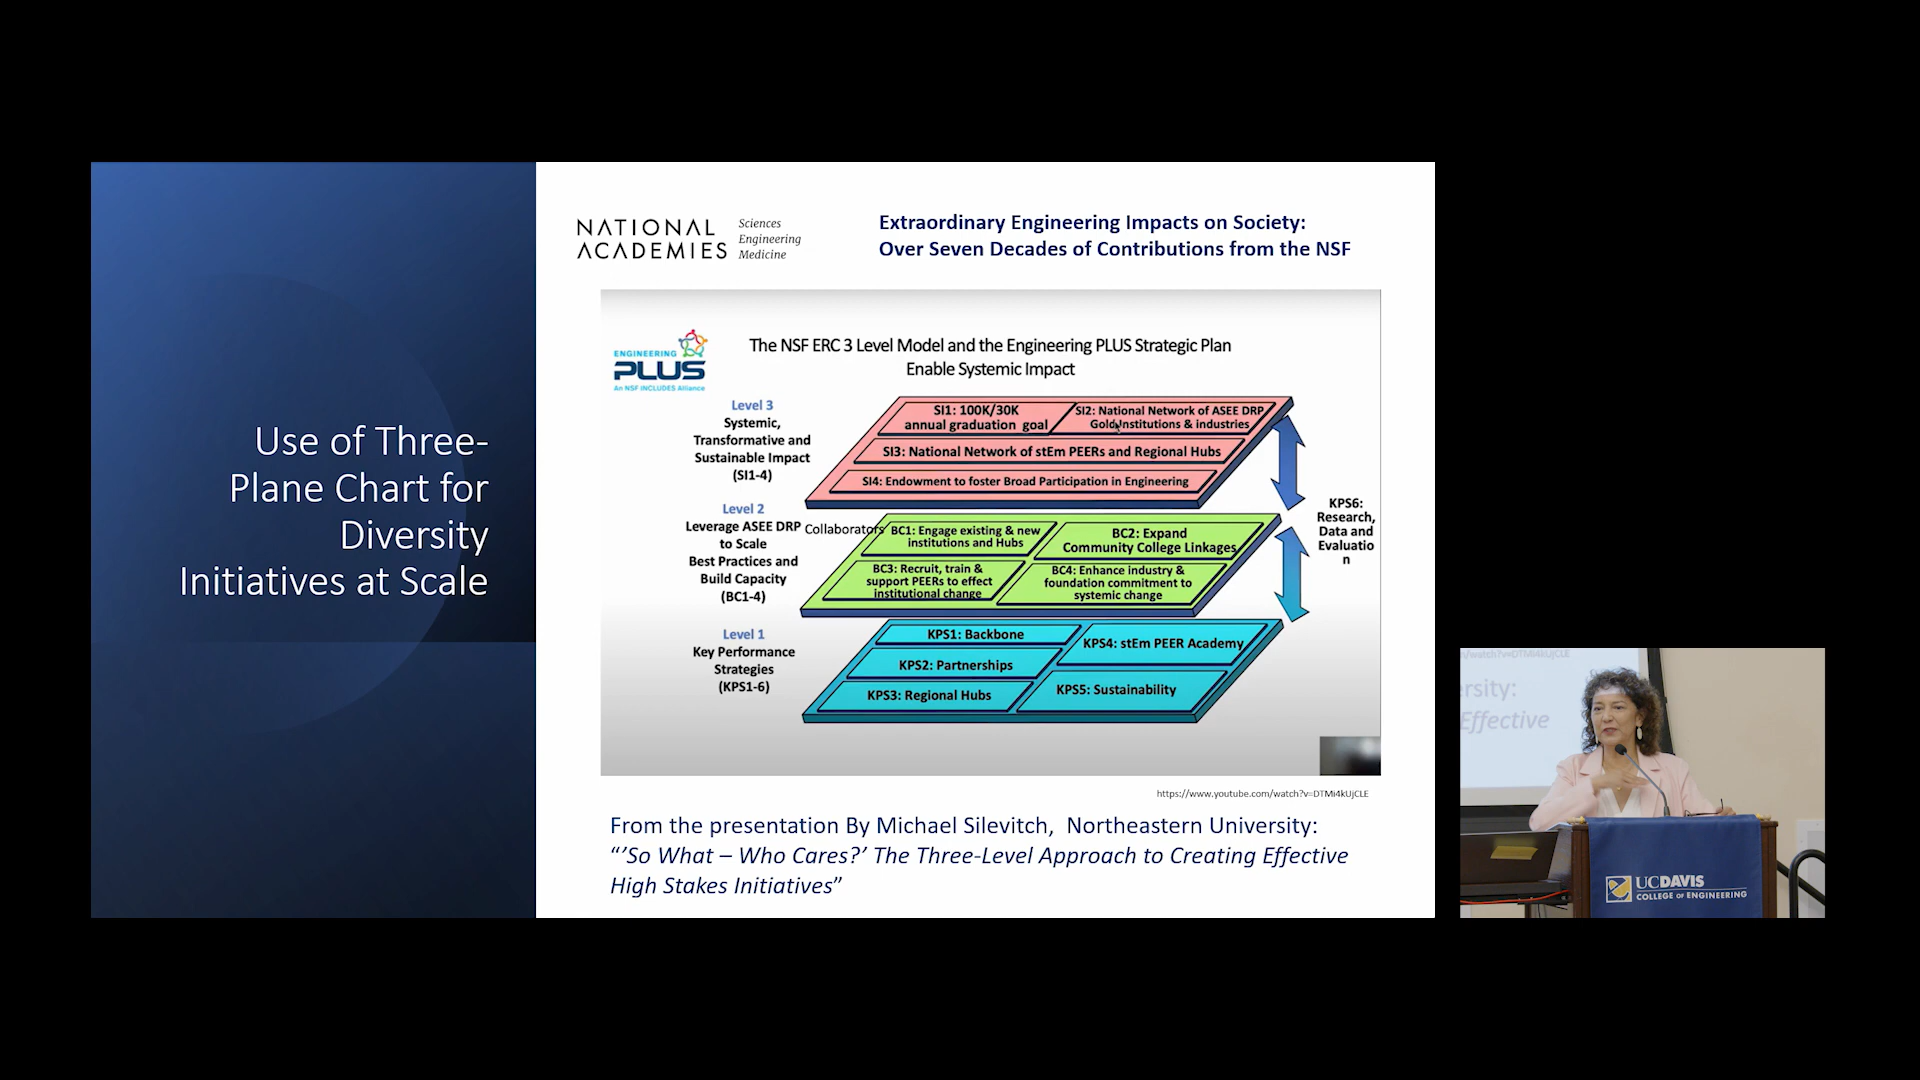 Use of Three-
Plane Chart for
Diversity
Initiatives at Scale
NATIONAL
ACADEMIES
Sciences
Engineering
Medicine
Extraordinary Engineering Impacts on Society:
Over Seven Decades of Contributions from the NSF
ENGINEERING
PLUS
An NSF INCLUDES Alliance
The NSF ERC 3 Level Model and the Engineering PLUS Strategic Plan
Enable Systemic Impact
Level 3
Systemic,
Transformative and
Sustainable Impact
(SI1-4)
SI1: 100K/30K
annual graduation goal
SI2: National Network of ASEE DRP
Gold Institutions & industries
SI3: National Network of stEm PEERs and Regional Hubs
SI4: Endowment to foster Broad Participation in Engineering
Level 2
Leverage ASEE DRP
to Scale
Best Practices and
Build Capacity
(BC1-4)
Collaborators
BC1: Engage existing & new
institutions and Hubs
BC2: Expand
Community College Linkages
BC3: Recruit, train &
support PEERs to effect
institutional change
BC4: Enhance industry &
foundation commitment to
systemic change
KPS6:
Research,
Data and
Evaluatio
n
Level 1
Key Performance
Strategies
(KPS1-6)
KPS1: Backbone
KPS2: Partnerships
KPS3: Regional Hubs
KPS4: stEm PEER Academy
KPS5: Sustainability
https://www.youtube.com/watch?v=DTMi4kUjCLE
From the presentation By Michael Silevitch, Northeastern University:
“’So What – Who Cares?’ The Three-Level Approach to Creating Effective
High Stakes Initiatives”
/watch?v=DTMi4kUjCLE
rsity:
Effective
UCDAVIS
COLLEGE OF ENGINEERING